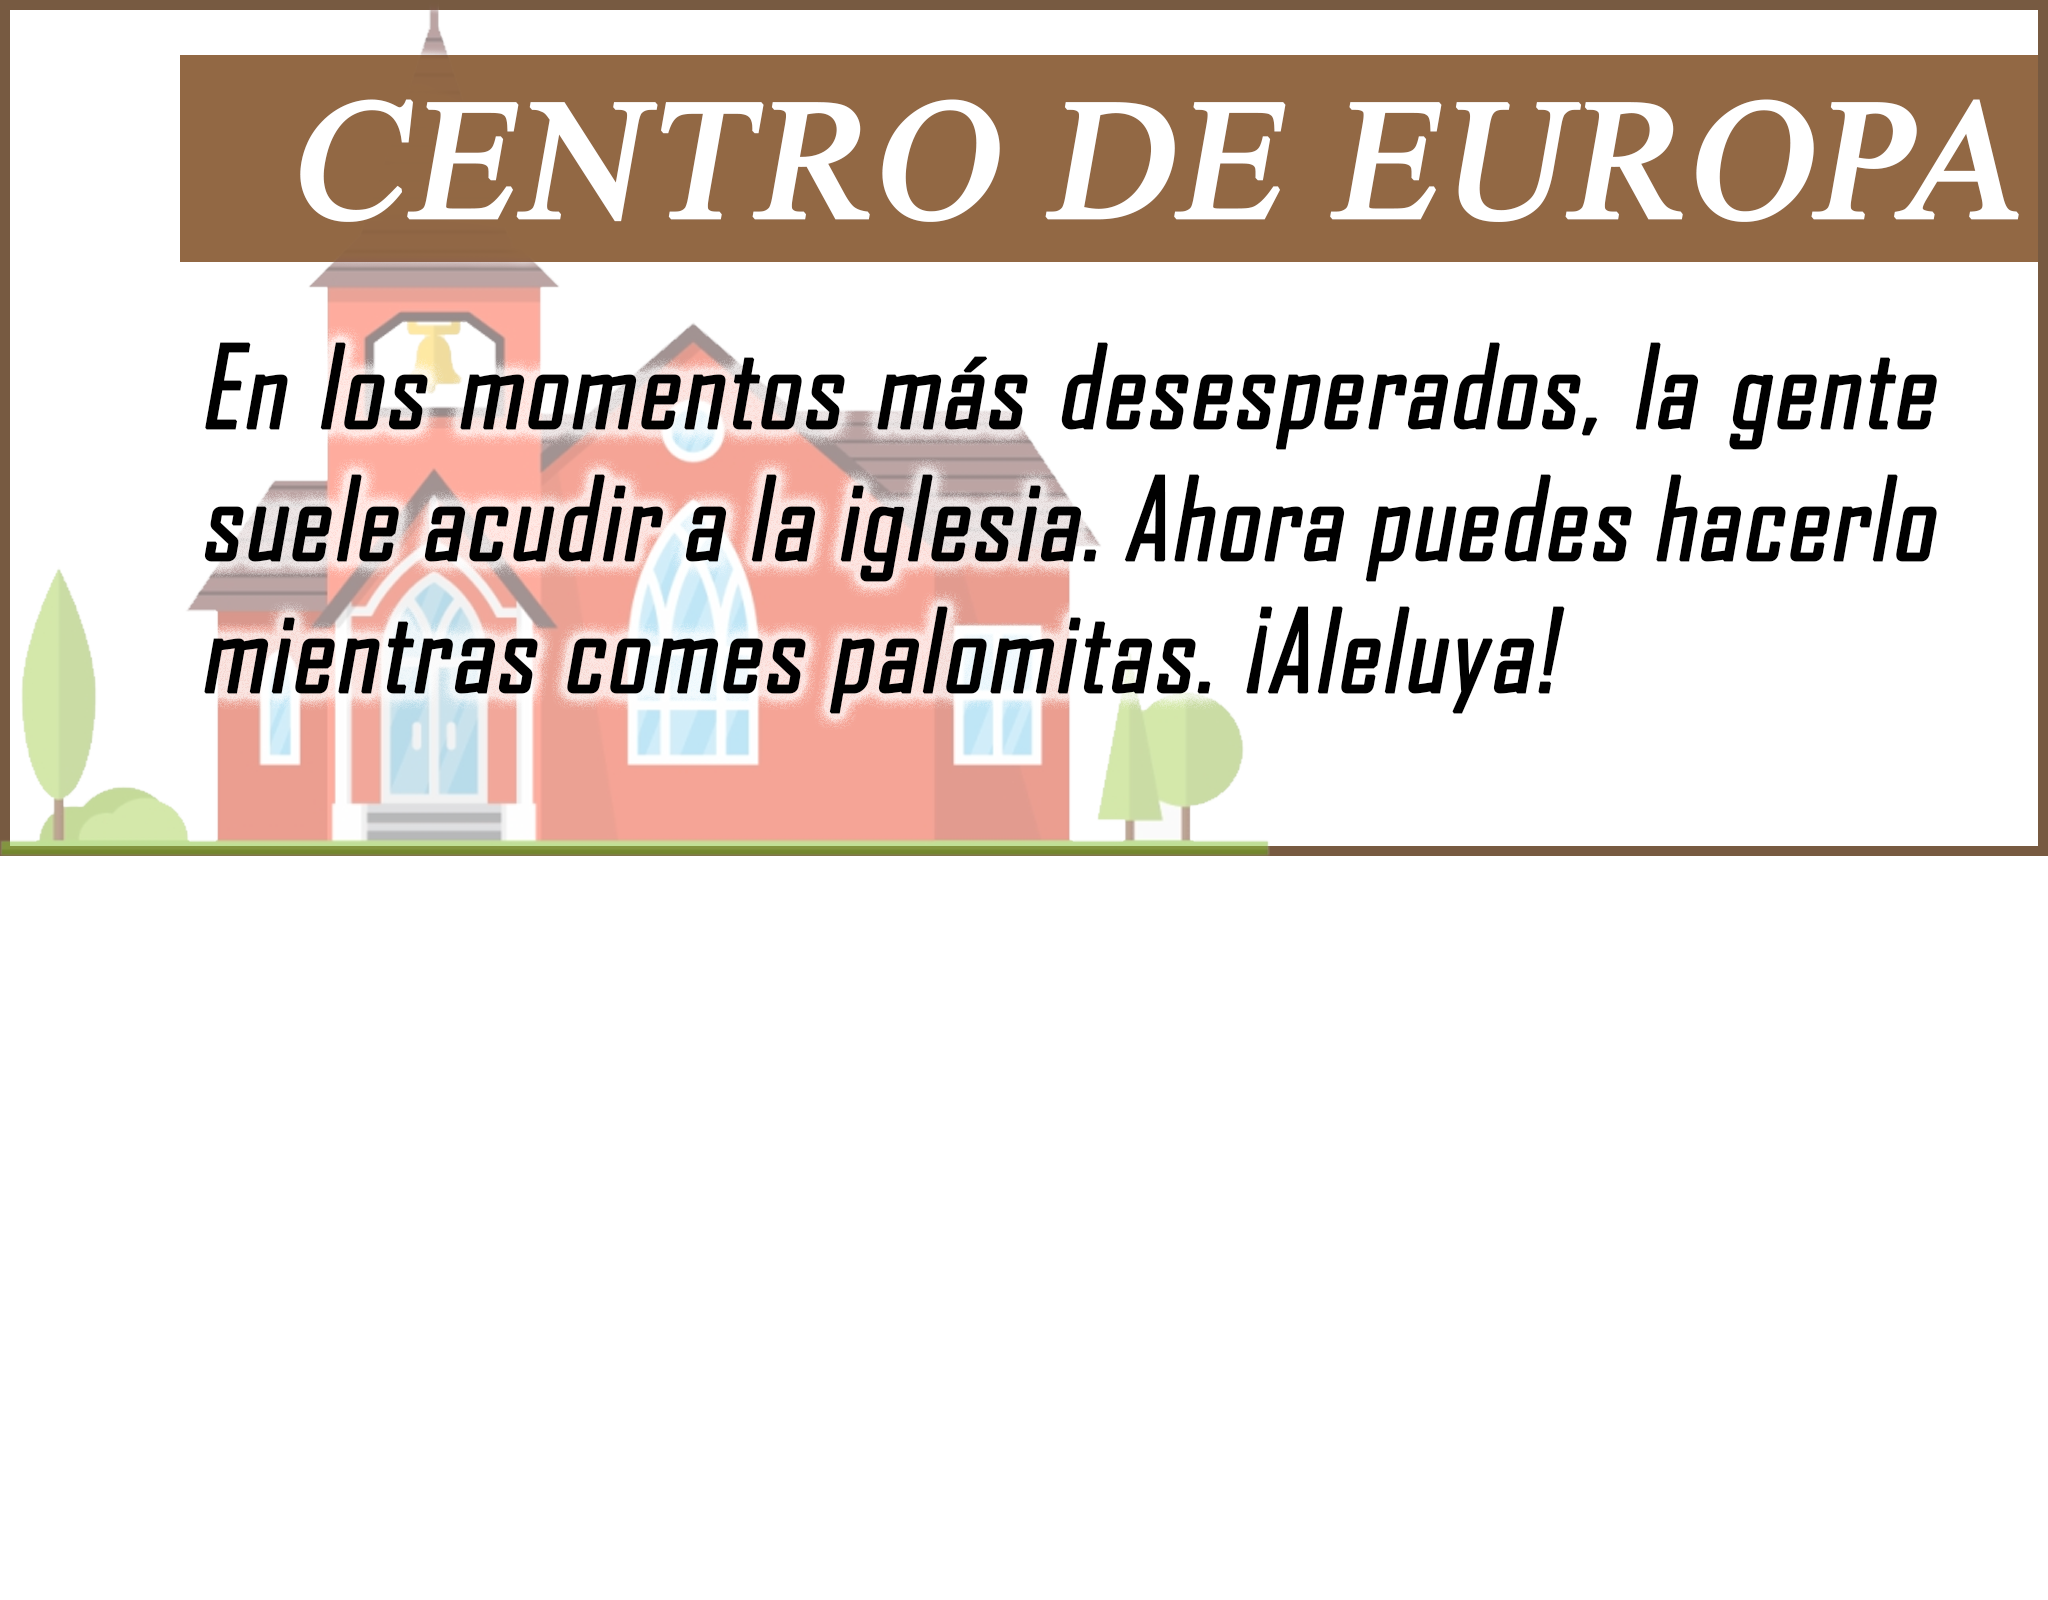 CENTRO DE EUROPA
En los momentos más desesperados, la gente
suele acudir a la iglesia. Ahora puedes hacerlo
mientras comes palomitas. ¡Aleluya!